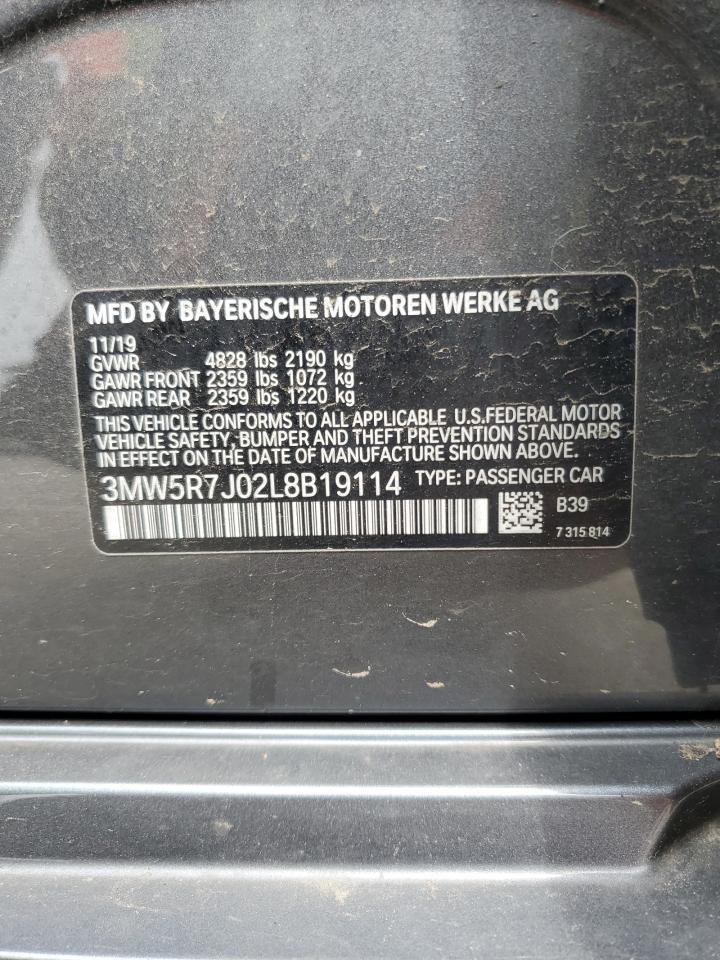 MFD BY BAYERISCHE MOTOREN WERKE AG
11/19
GVWR 4828 lbs 2190 kg
GAWR FRONT 2359 lbs 1072 kg
GAWR REAR 2359 lbs 1220 kg
THIS VEHICLE CONFORMS TO ALL APPLICABLE U.S.FEDERAL MOTOR
VEHICLE SAFETY, BUMPER AND THEFT PREVENTION STANDARDS
IN EFFECT ON THE DATE OF MANUFACTURE SHOWN ABOVE.
3MW5R7J02L8B19114 TYPE: PASSENGER CAR
B39
7 315 814